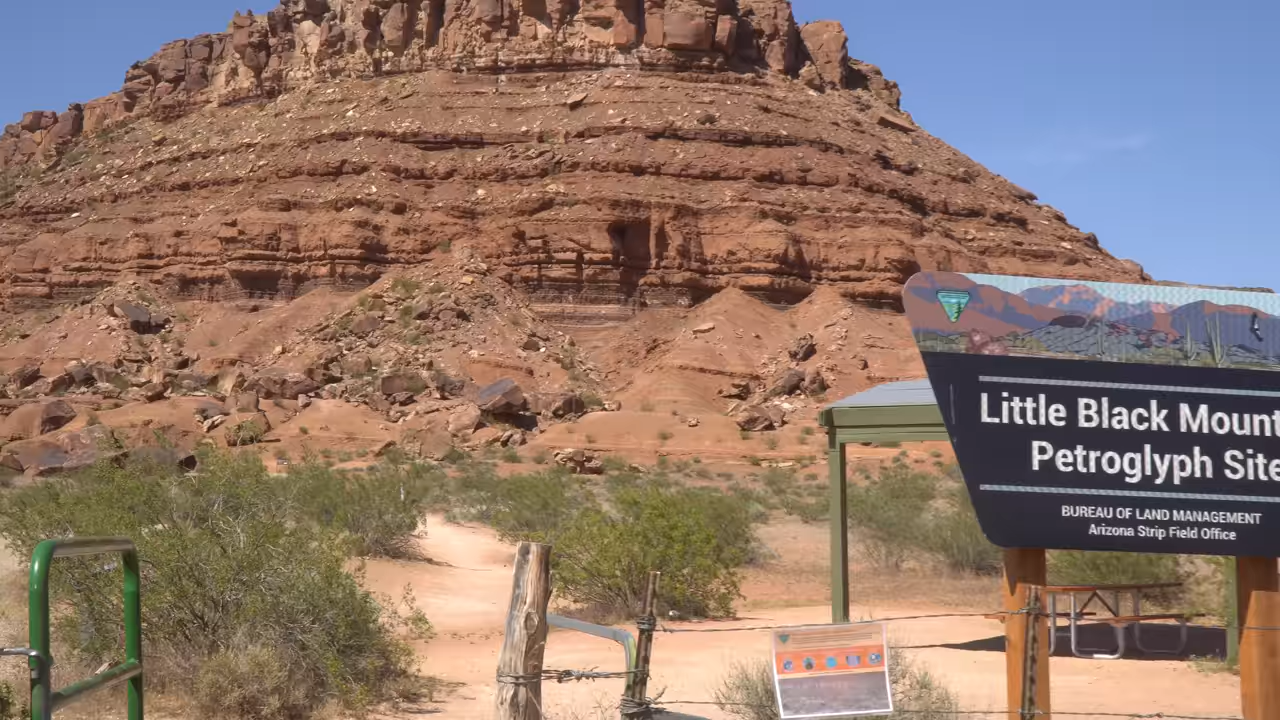 Little Black Mount
Petroglyph Site
BUREAU OF LAND MANAGEMENT
Arizona Strip Field Office